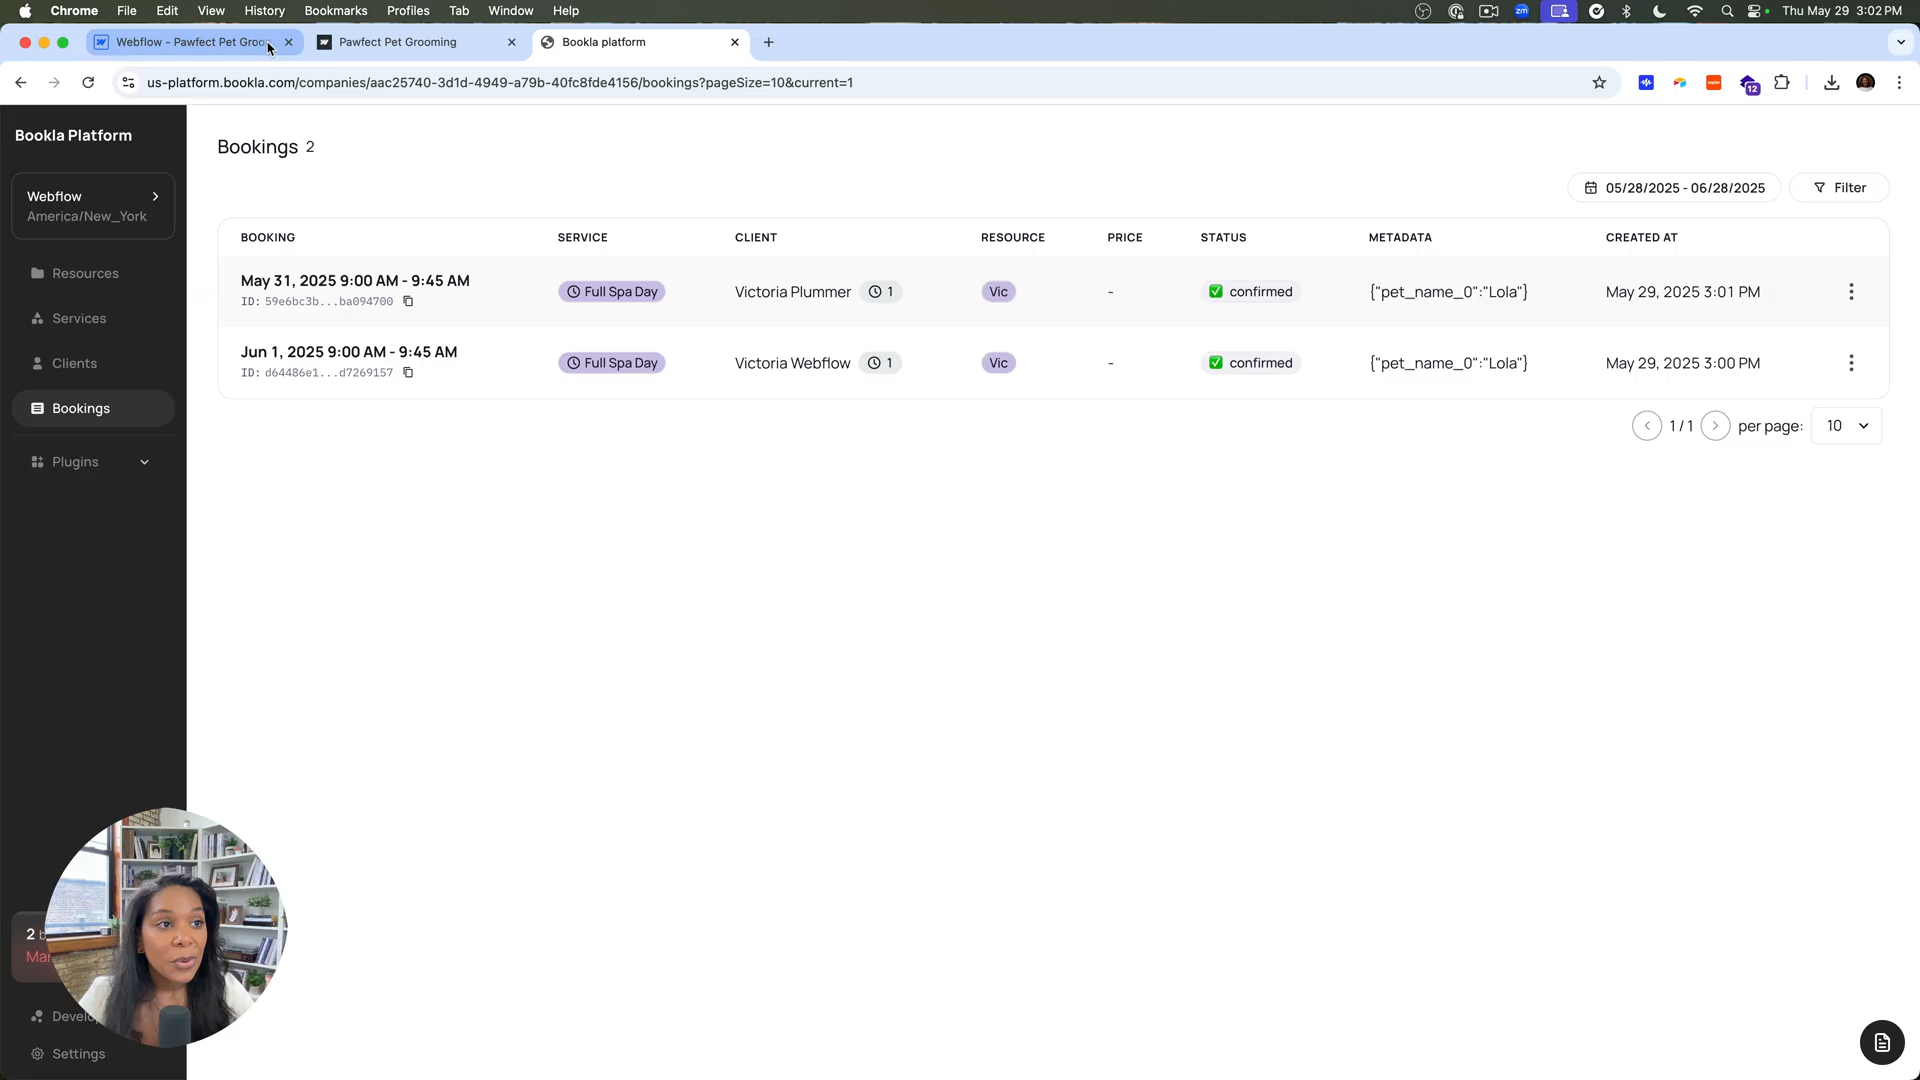 Chrome File Edit View History Bookmarks Profiles Tab Window Help
zm
Thu May 29 3:02 PM
Webflow - Pawfect Pet Groo
Pawfect Pet Grooming
Bookla platform
us-platform.bookla.com/companies/aac25740-3d1d-4949-a79b-40fc8fde4156/bookings?pageSize=10&current=1
12
Bookla Platform
Webflow
America/New_York
Resources
Services
Clients
Bookings
Plugins
2
Mar
Settings
Bookings 2
05/28/2025 - 06/28/2025
Filter
BOOKING SERVICE CLIENT RESOURCE PRICE STATUS METADATA CREATED AT
May 31, 2025 9:00 AM - 9:45 AM
ID: 59e6bc3b...ba094700
Full Spa Day Victoria Plummer 1 Vic - confirmed {"pet_name_0":"Lola"} May 29, 2025 3:01 PM
Jun 1, 2025 9:00 AM - 9:45 AM
ID: d64486e1...d7269157
Full Spa Day Victoria Webflow 1 Vic - confirmed {"pet_name_0":"Lola"} May 29, 2025 3:00 PM
1 / 1 per page: 10